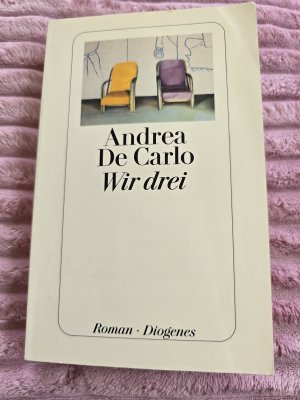 Andrea
De Carlo
Wir drei
Roman · Diogenes